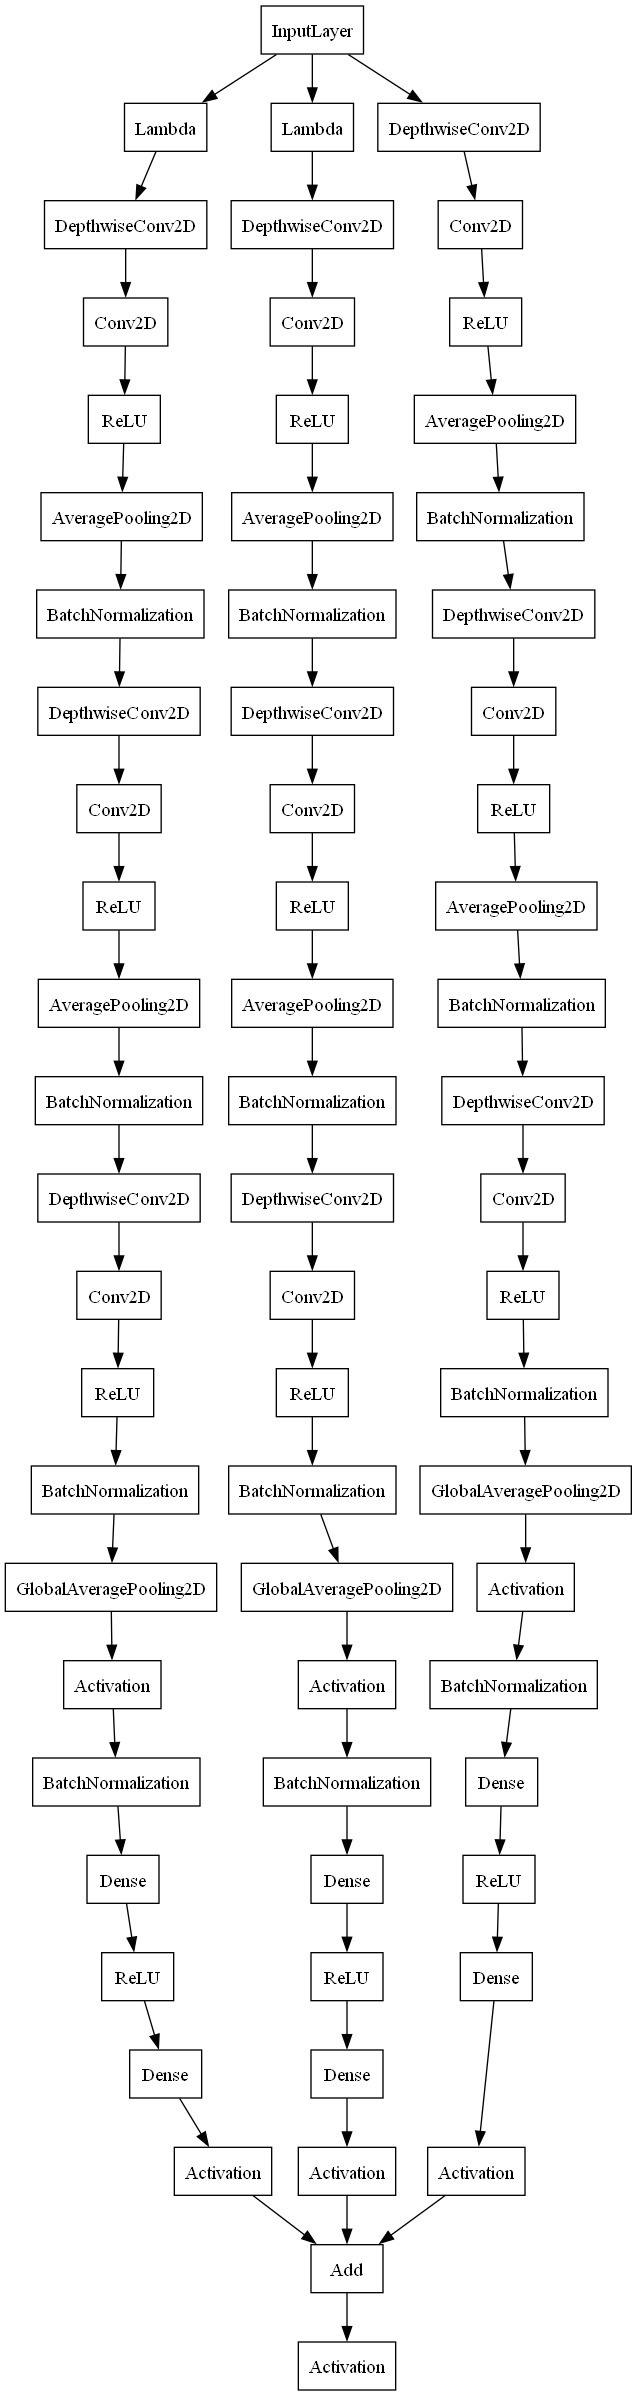 InputLayer
Lambda
Lambda
DepthwiseConv2D
DepthwiseConv2D
DepthwiseConv2D
Conv2D
Conv2D
Conv2D
ReLU
ReLU
ReLU
AveragePooling2D
AveragePooling2D
AveragePooling2D
BatchNormalization
BatchNormalization
BatchNormalization
DepthwiseConv2D
DepthwiseConv2D
DepthwiseConv2D
Conv2D
Conv2D
Conv2D
ReLU
ReLU
ReLU
AveragePooling2D
AveragePooling2D
AveragePooling2D
BatchNormalization
BatchNormalization
BatchNormalization
DepthwiseConv2D
DepthwiseConv2D
DepthwiseConv2D
Conv2D
Conv2D
Conv2D
ReLU
ReLU
ReLU
BatchNormalization
BatchNormalization
BatchNormalization
GlobalAveragePooling2D
GlobalAveragePooling2D
GlobalAveragePooling2D
Activation
Activation
Activation
BatchNormalization
BatchNormalization
BatchNormalization
Dense
Dense
Dense
ReLU
ReLU
ReLU
Dense
Dense
Dense
Activation
Activation
Activation
Add
Activation